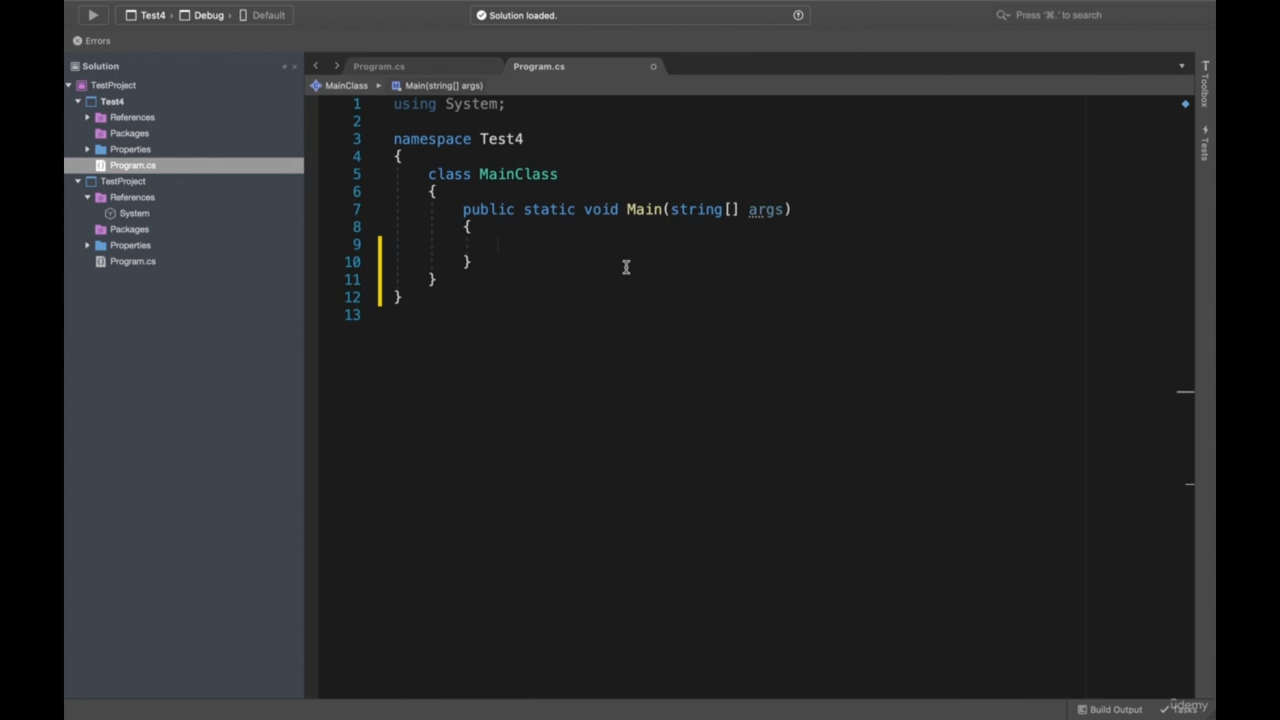 Test4 › Debug › Default
Solution loaded.
Press '⌘.' to search
Errors
Solution
TestProject
Test4
References
Packages
Properties
Program.cs
TestProject
References
System
Packages
Properties
Program.cs
Program.cs
Program.cs
MainClass
Main(string[] args)
1 using System;
2
3 namespace Test4
4 {
5 class MainClass
6 {
7 public static void Main(string[] args)
8 {
9
10 }
11 }
12 }
13
Toolbox
Tests
Build Output
Tasks
ûdemy